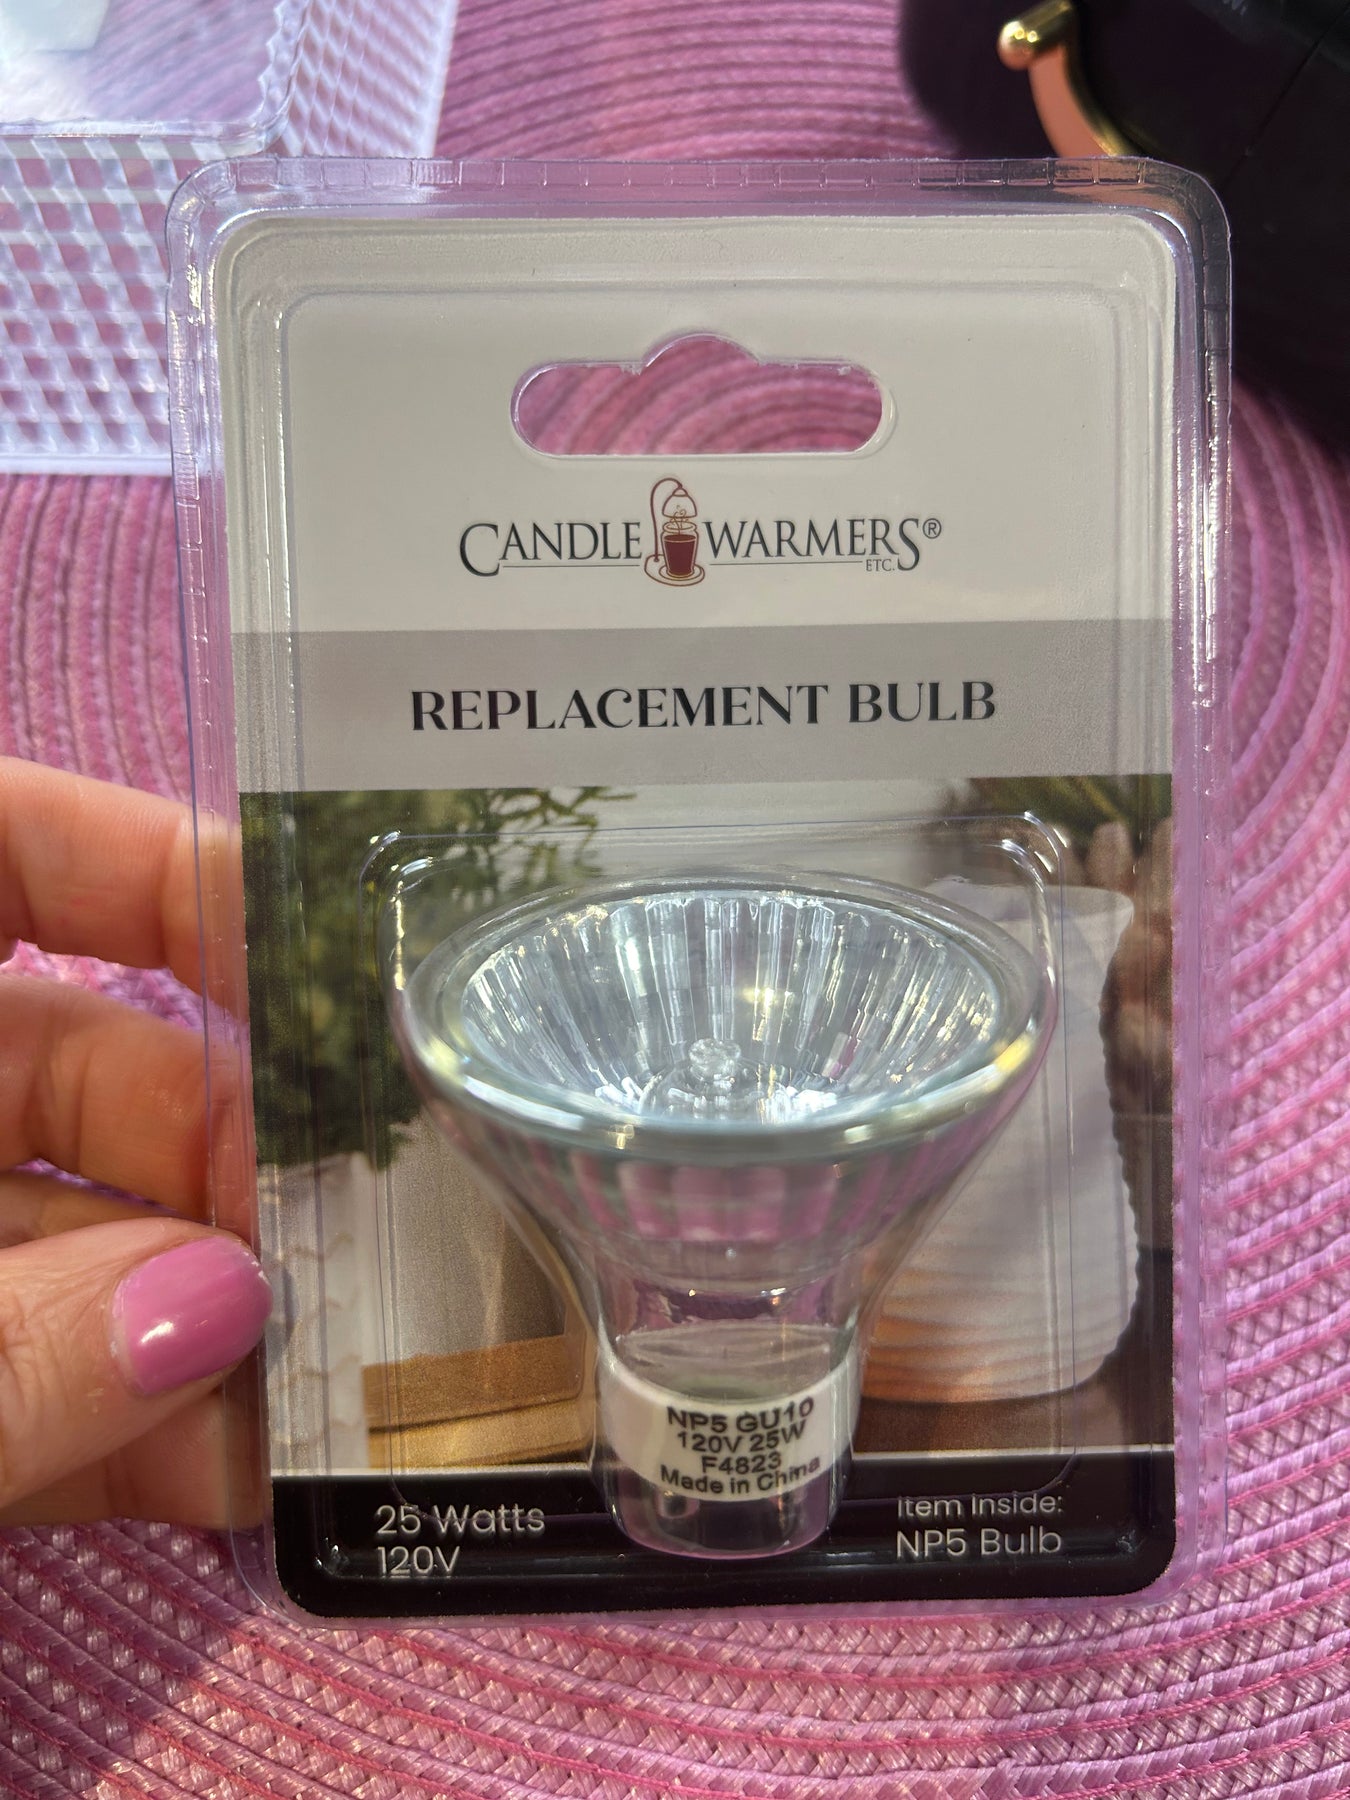 CANDLE WARMERS®
ETC.
REPLACEMENT BULB
NP5 GU10
120V 25W
F4823
Made in China
25 Watts
120V
Item Inside:
NP5 Bulb